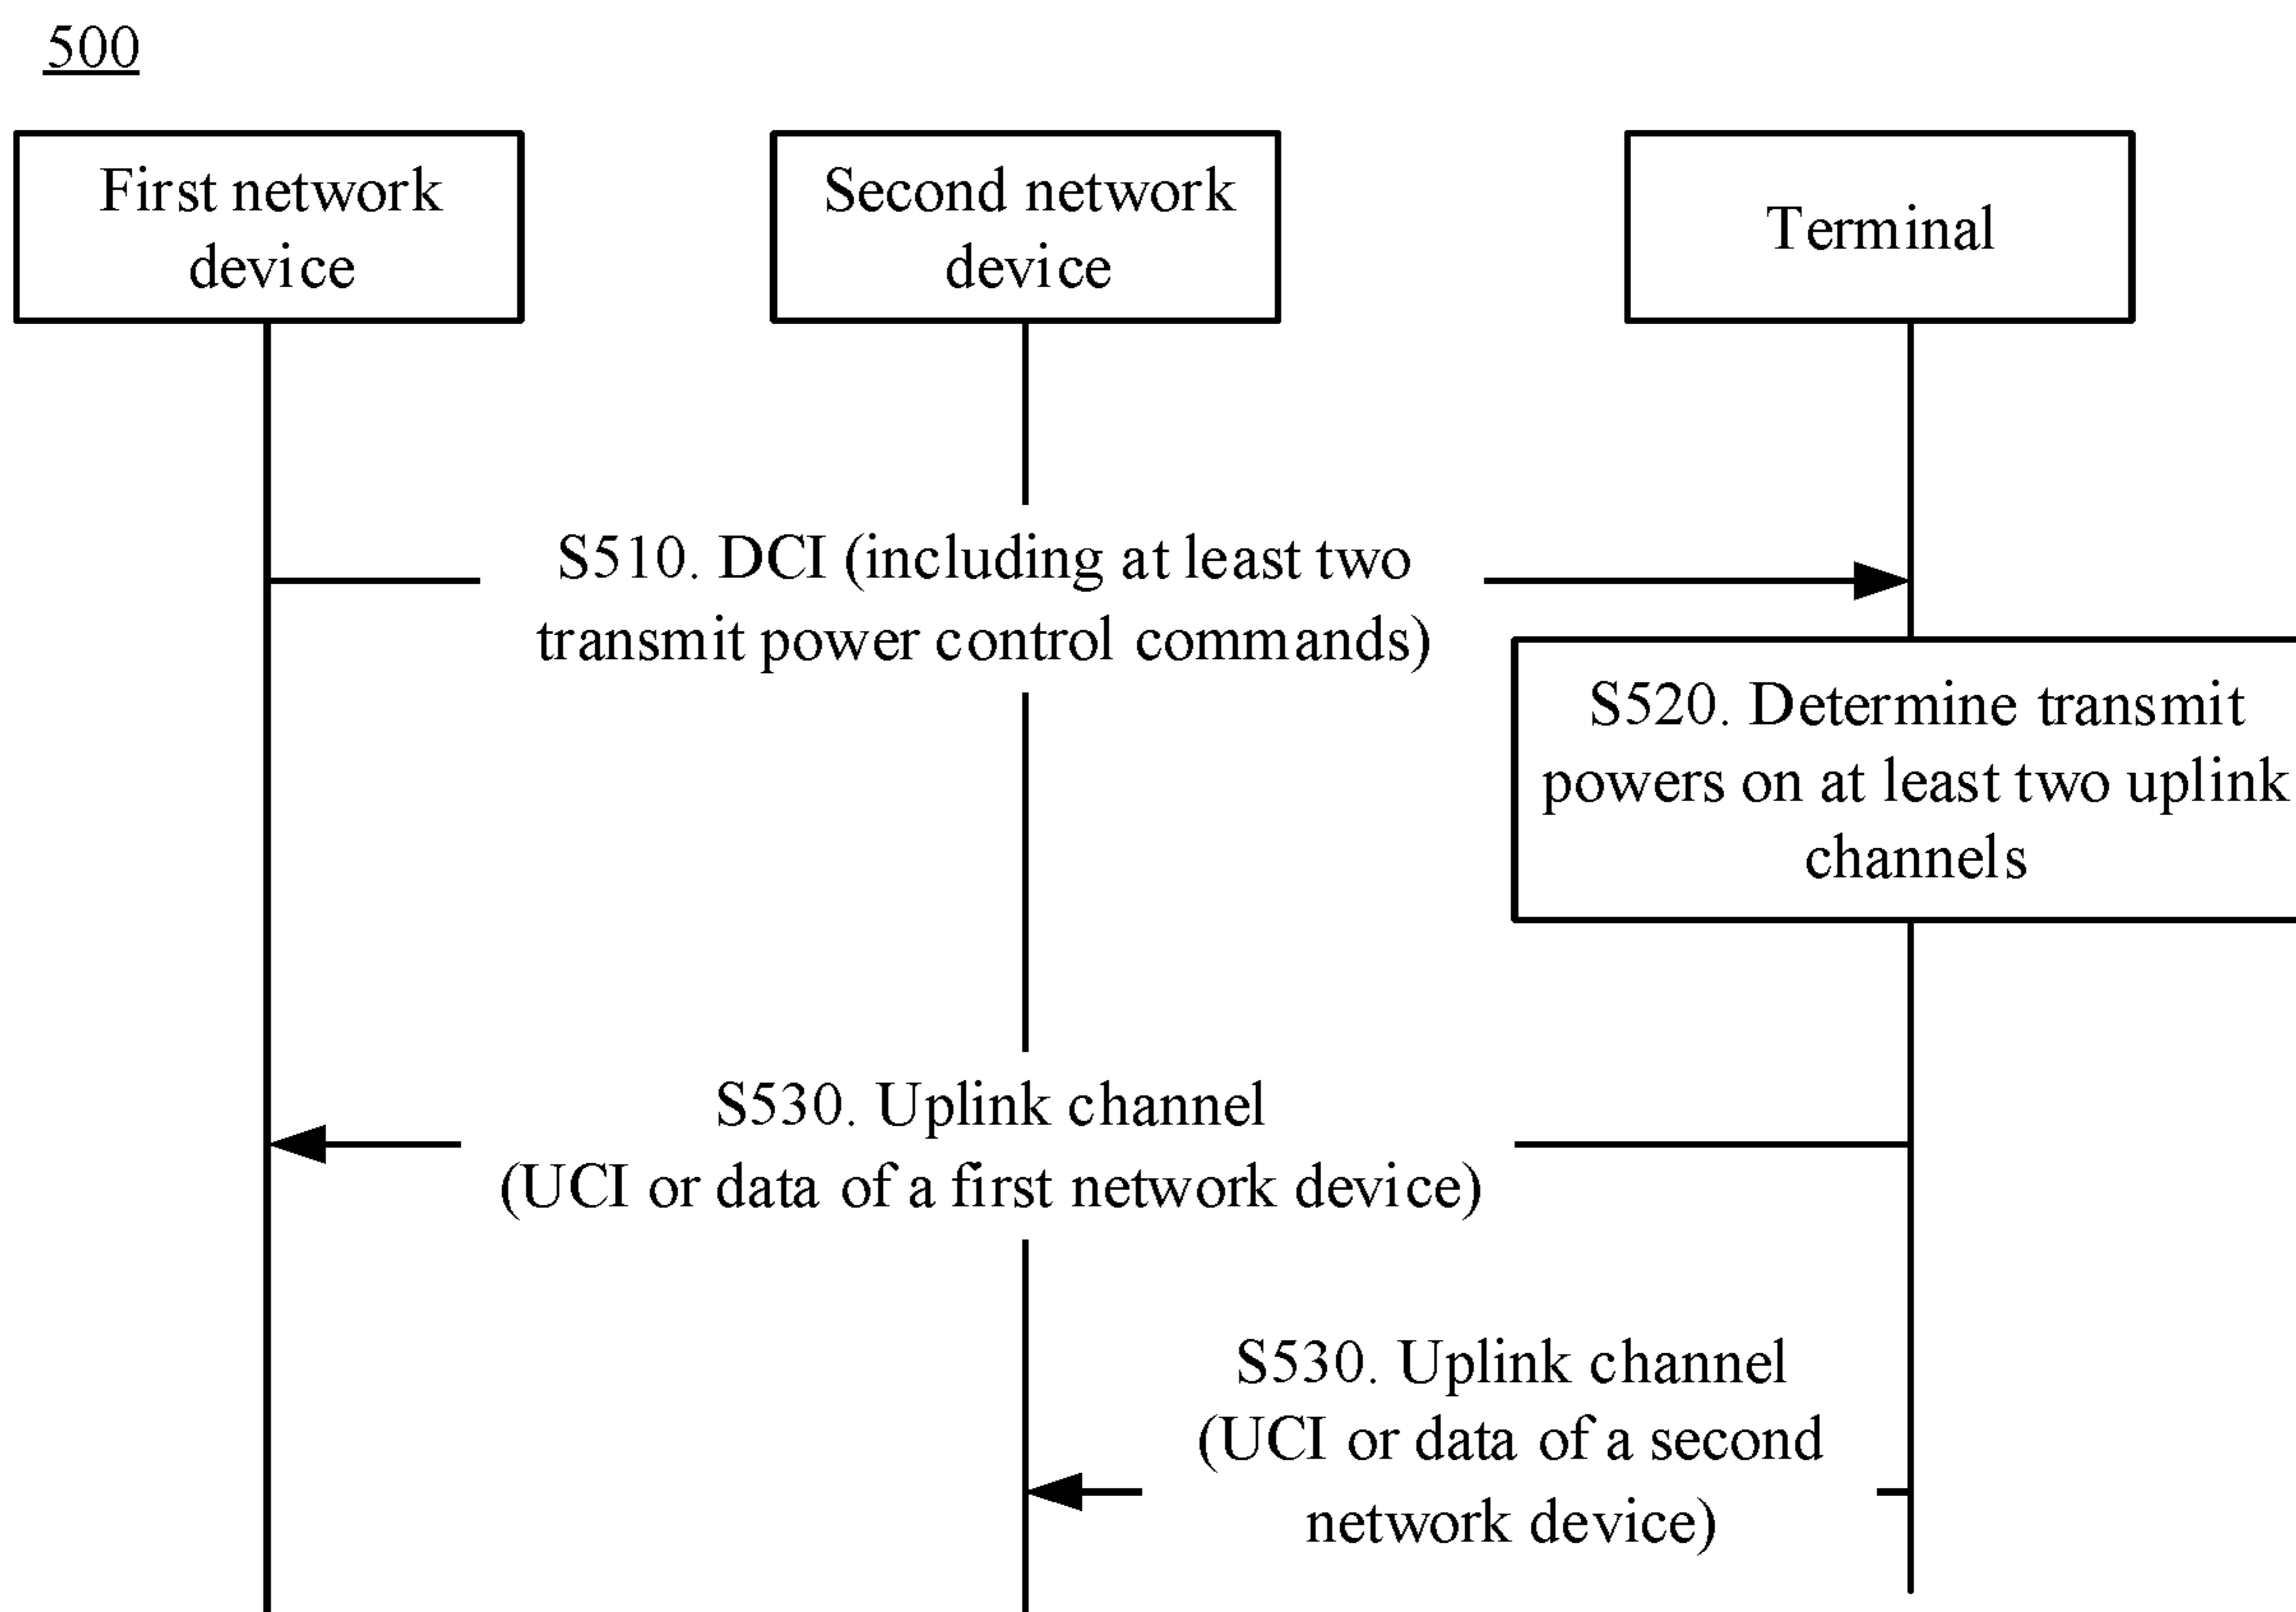 500
First network
device
Second network
device
Terminal
S510. DCI (including at least two
transmit power control commands)
S520. Determine transmit
powers on at least two uplink
channels
S530. Uplink channel
(UCI or data of a first network device)
S530. Uplink channel
(UCI or data of a second
network device)